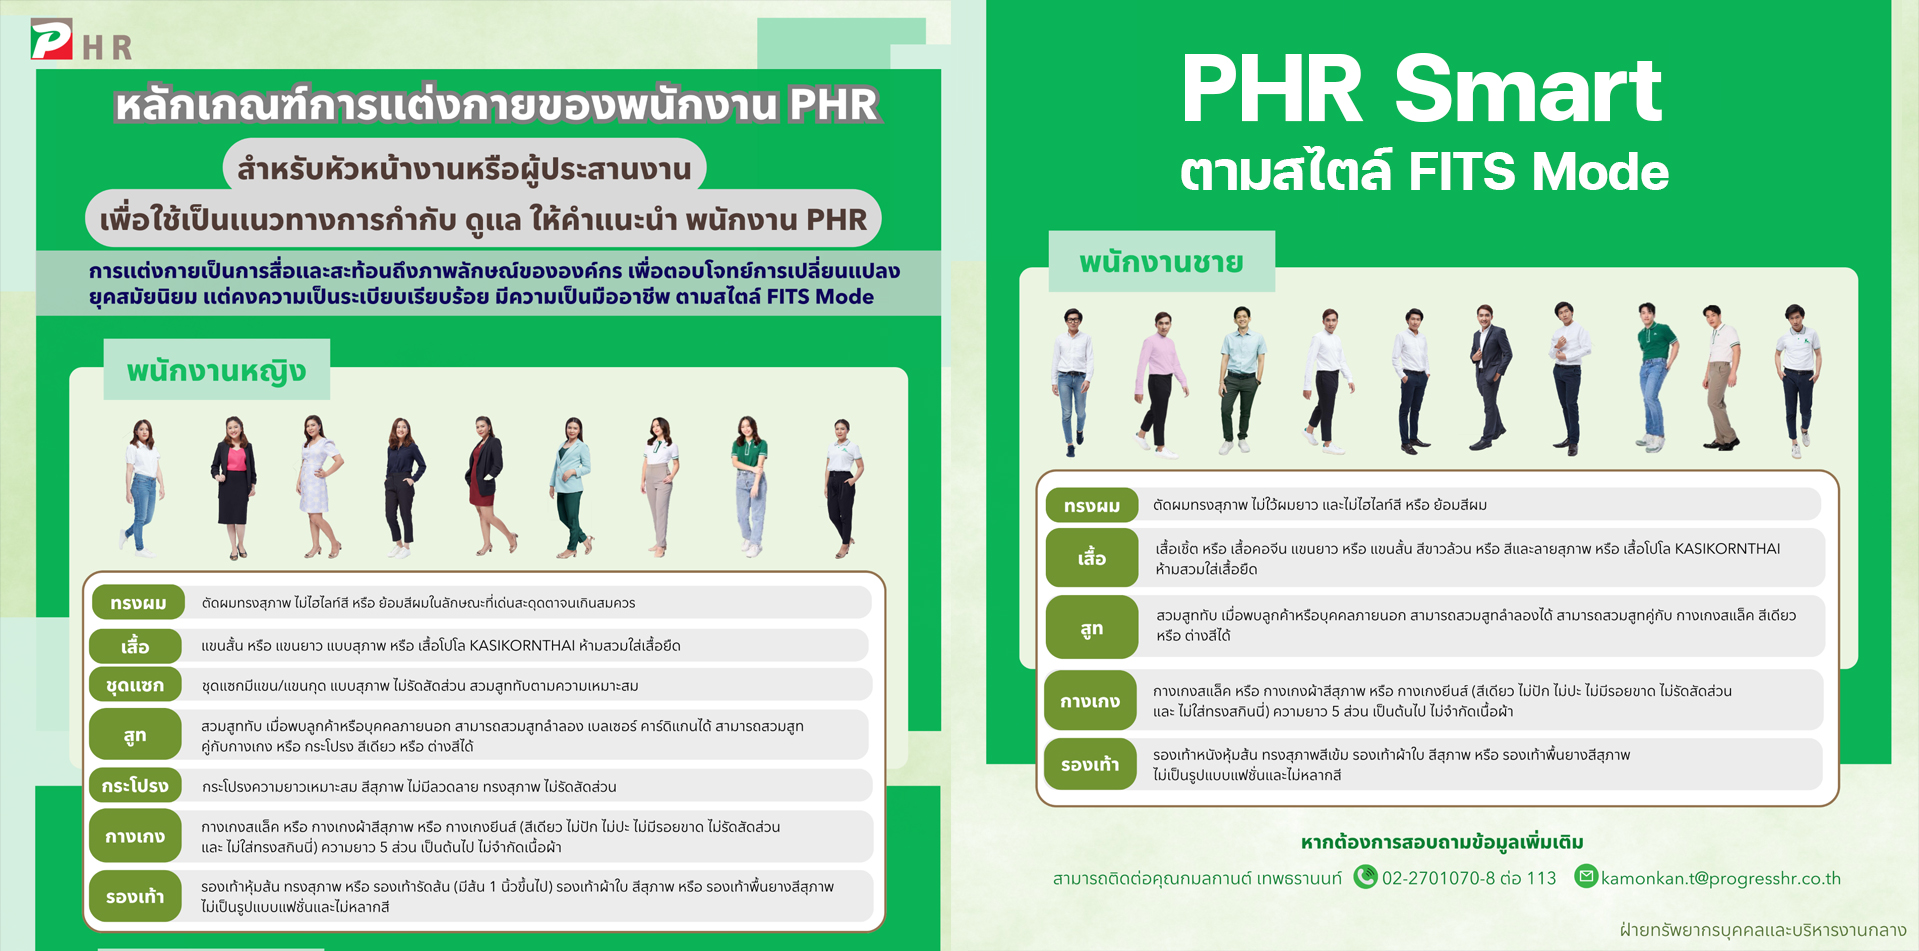 PHR
หลักเกณฑ์การแต่งกายของพนักงาน PHR
สำหรับหัวหน้างานหรือผู้ประสานงาน
เพื่อใช้เป็นแนวทางการกำกับ ดูแล ให้คำแนะนำ พนักงาน PHR
การแต่งกายเป็นการสื่อและสะท้อนถึงภาพลักษณ์ขององค์กร เพื่อตอบโจทย์การเปลี่ยนแปลง
ยุคสมัยนิยม แต่คงความเป็นระเบียบเรียบร้อย มีความเป็นมืออาชีพ ตามสไตล์ FITS Mode
พนักงานหญิง
ทรงผม
ตัดผมทรงสุภาพ ไม่ไฮไลท์สี หรือ ย้อมสีผมในลักษณะที่เด่นสะดุดตาจนเกินสมควร
เสื้อ
แขนสั้น หรือ แขนยาว แบบสุภาพ หรือ เสื้อโปโล KASIKORNTHAI ห้ามสวมใส่เสื้อยืด
ชุดแซก
ชุดแซกมีแขน/แขนกุด แบบสุภาพ ไม่รัดสัดส่วน สวมสูททับตามความเหมาะสม
สูท
สวมสูททับ เมื่อพบลูกค้าหรือบุคคลภายนอก สามารถสวมสูทลำลอง เบลเซอร์ คาร์ดิแกนได้ สามารถสวมสูท
คู่กับกางเกง หรือ กระโปรง สีเดียว หรือ ต่างสีได้
กระโปรง
กระโปรงความยาวเหมาะสม สีสุภาพ ไม่มีลวดลาย ทรงสุภาพ ไม่รัดสัดส่วน
กางเกง
กางเกงสแล็ค หรือ กางเกงผ้าสีสุภาพ หรือ กางเกงยีนส์ (สีเดียว ไม่ปัก ไม่ปะ ไม่มีรอยขาด ไม่รัดสัดส่วน
และ ไม่ใส่ทรงสกินนี่) ความยาว 5 ส่วน เป็นต้นไป ไม่จำกัดเนื้อผ้า
รองเท้า
รองเท้าหุ้มส้น ทรงสุภาพ หรือ รองเท้ารัดส้น (มีส้น 1 นิ้วขึ้นไป) รองเท้าผ้าใบ สีสุภาพ หรือ รองเท้าพื้นยางสีสุภาพ
ไม่เป็นรูปแบบแฟชั่นและไม่หลากสี
PHR Smart
ตามสไตล์ FITS Mode
พนักงานชาย
ทรงผม
ตัดผมทรงสุภาพ ไม่ไว้ผมยาว และไม่ไฮไลท์สี หรือ ย้อมสีผม
เสื้อ
เสื้อเชิ้ต หรือ เสื้อคอจีน แขนยาว หรือ แขนสั้น สีขาวล้วน หรือ สีและลายสุภาพ หรือ เสื้อโปโล KASIKORNTHAI
ห้ามสวมใส่เสื้อยืด
สูท
สวมสูททับ เมื่อพบลูกค้าหรือบุคคลภายนอก สามารถสวมสูทลำลองได้ สามารถสวมสูทคู่กับ กางเกงสแล็ค สีเดียว
หรือ ต่างสีได้
กางเกง
กางเกงสแล็ค หรือ กางเกงผ้าสีสุภาพ หรือ กางเกงยีนส์ (สีเดียว ไม่ปัก ไม่ปะ ไม่มีรอยขาด ไม่รัดสัดส่วน
และ ไม่ใส่ทรงสกินนี่) ความยาว 5 ส่วน เป็นต้นไป ไม่จำกัดเนื้อผ้า
รองเท้า
รองเท้าหนังหุ้มส้น ทรงสุภาพสีเข้ม รองเท้าผ้าใบ สีสุภาพ หรือ รองเท้าพื้นยางสีสุภาพ
ไม่เป็นรูปแบบแฟชั่นและไม่หลากสี
หากต้องการสอบถามข้อมูลเพิ่มเติม
สามารถติดต่อคุณกมลกานต์ เทพธรานนท์ 02-2701070-8 ต่อ 113 kamonkan.t@progresshr.co.th
ฝ่ายทรัพยากรบุคคลและบริหารงานกลาง